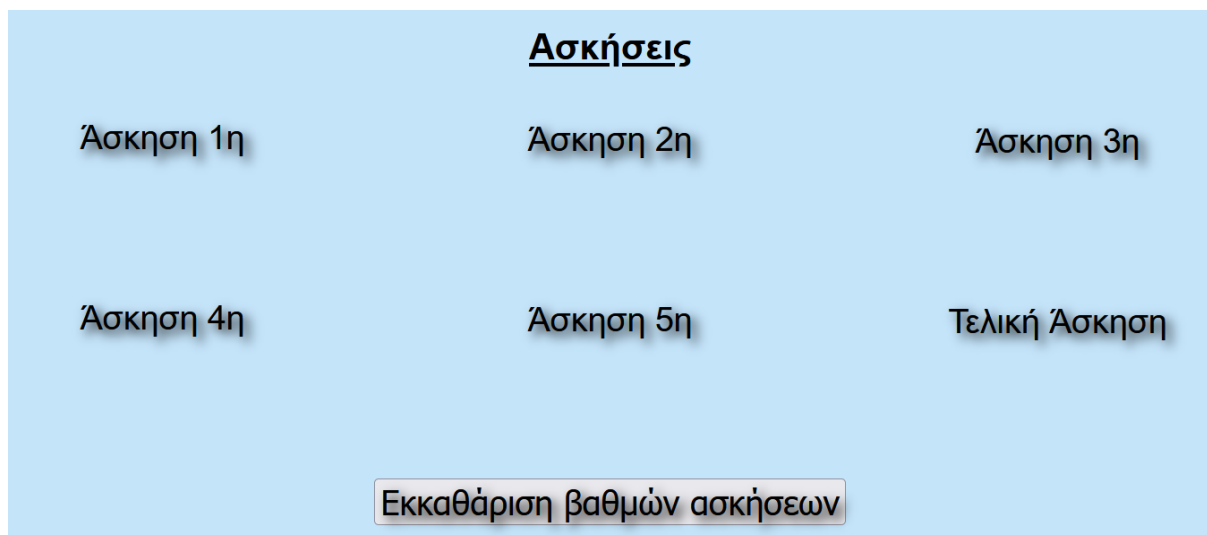 Ασκήσεις
Άσκηση 1η Άσκηση 2η Άσκηση 3η
Άσκηση 4η Άσκηση 5η Τελική Άσκηση
Εκκαθάριση βαθμών ασκήσεων